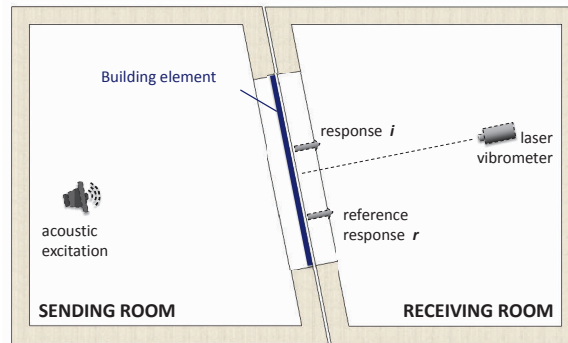 Building element
response i
laser
vibrometer
reference
response r
acoustic
excitation
SENDING ROOM
RECEIVING ROOM